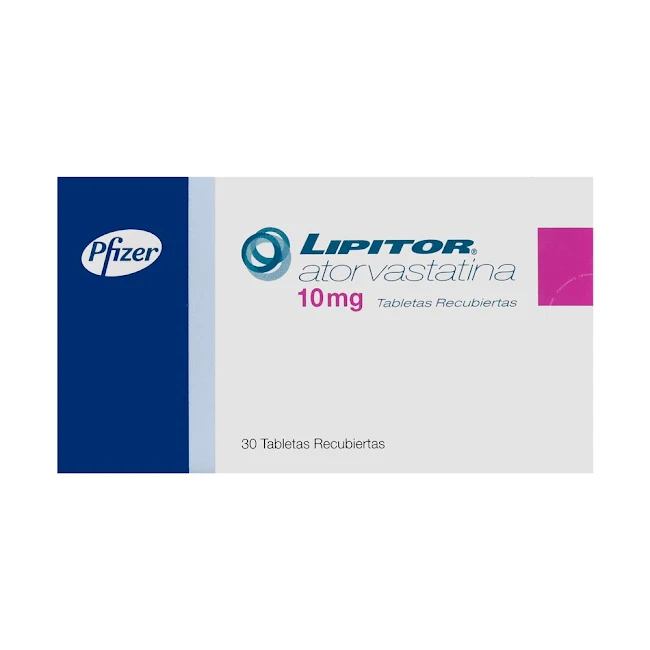 Pfizer
LIPITOR®
atorvastatina
10mg Tabletas Recubiertas
30 Tabletas Recubiertas